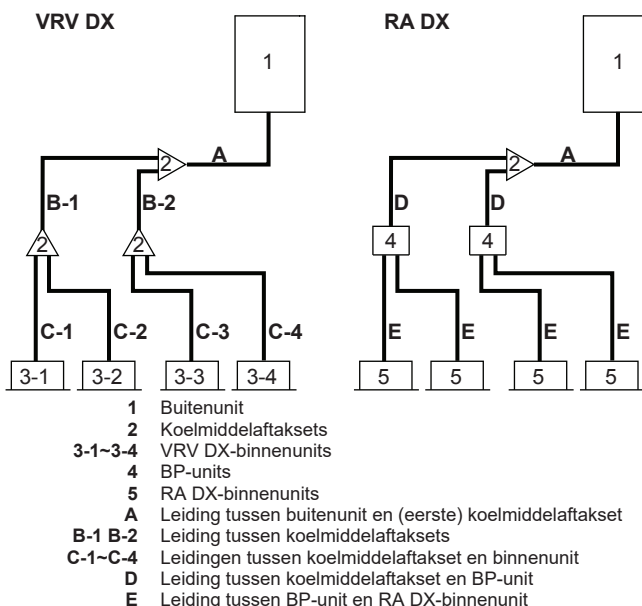 VRV DX
RA DX
1
1
2
A
2
A
B-1
B-2
D
D
2
2
4
4
C-1
C-2
C-3
C-4
E
E
E
E
3-1
3-2
3-3
3-4
5
5
5
5
1 Buitenunit
2 Koelmiddelaftaksets
3-1~3-4 VRV DX-binnenunits
4 BP-units
5 RA DX-binnenunits
A Leiding tussen buitenunit en (eerste) koelmiddelaftakset
B-1 B-2 Leiding tussen koelmiddelaftaksets
C-1~C-4 Leidingen tussen koelmiddelaftakset en binnenunit
D Leiding tussen koelmiddelaftakset en BP-unit
E Leiding tussen BP-unit en RA DX-binnenunit